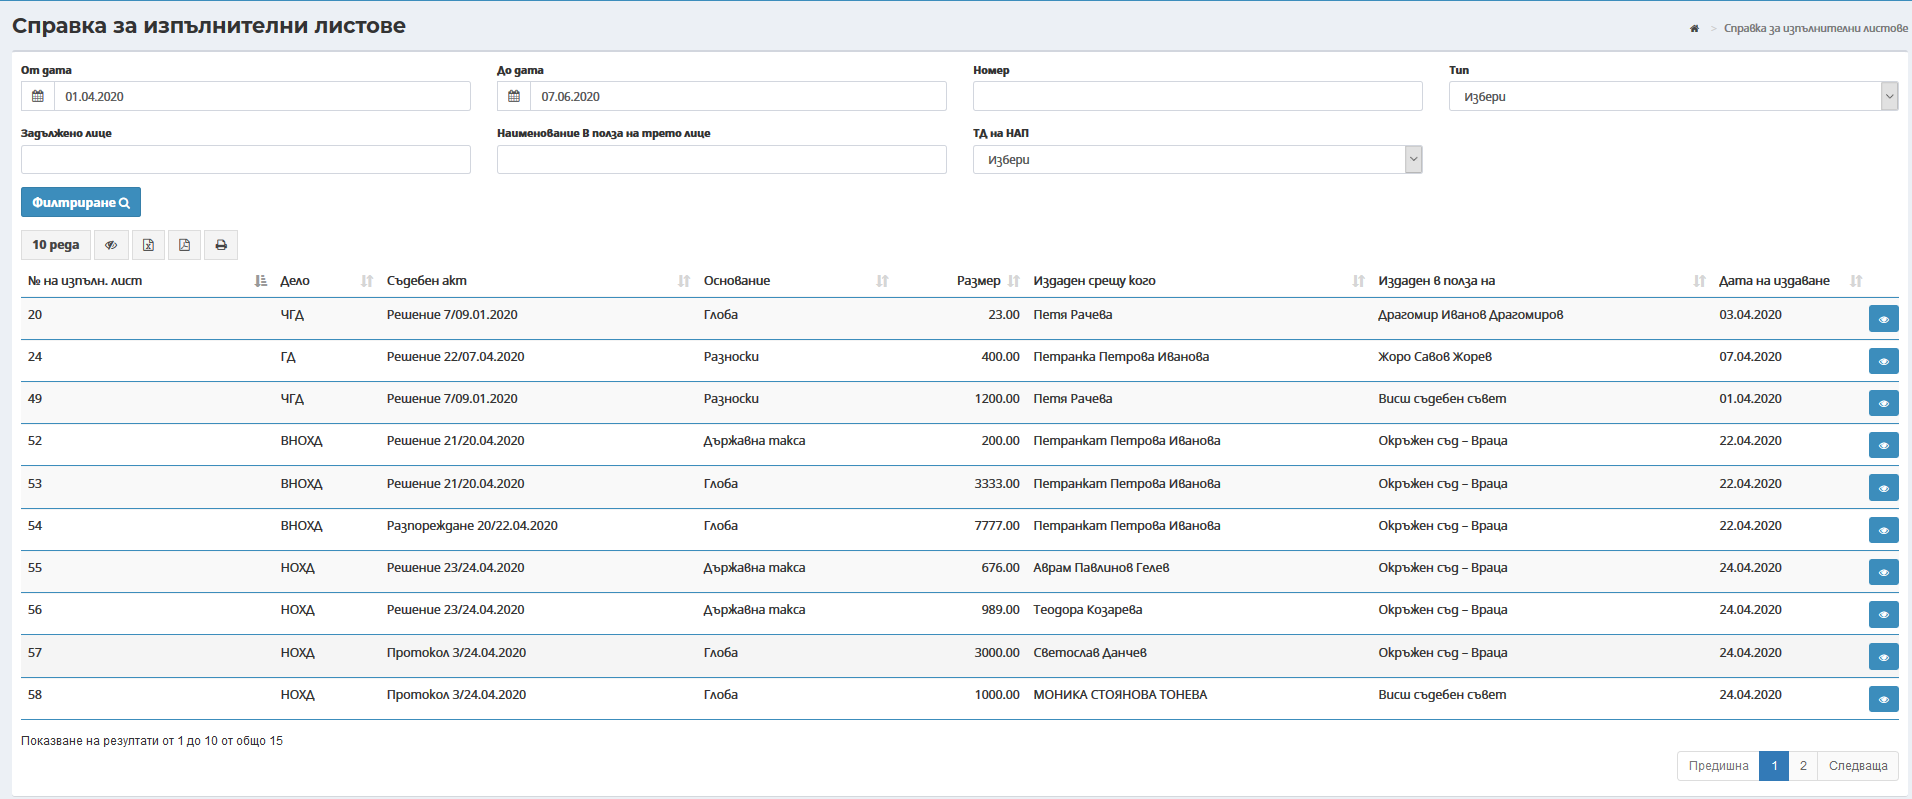 Справка за изпълнителни листове
> Справка за изпълнителни листове
От дата До дата Номер Тип
01.04.2020 07.06.2020 Избери
Задължено лице Наименование В полза на трето лице ТД на НАП
Избери
Филтриране
10 реда
№ на изпълн. лист Дело Съдебен акт Основание Размер Издаден срещу кого Издаден в полза на Дата на издаване
20 ЧГД Решение 7/09.01.2020 Глоба 23.00 Петя Рачева Драгомир Иванов Драгомиров 03.04.2020
24 ГД Решение 22/07.04.2020 Разноски 400.00 Петранка Петрова Иванова Жоро Савов Жорев 07.04.2020
49 ЧГД Решение 7/09.01.2020 Разноски 1200.00 Петя Рачева Висш съдебен съвет 01.04.2020
52 ВНОХД Решение 21/20.04.2020 Държавна такса 200.00 Петранкат Петрова Иванова Окръжен съд – Враца 22.04.2020
53 ВНОХД Решение 21/20.04.2020 Глоба 3333.00 Петранкат Петрова Иванова Окръжен съд – Враца 22.04.2020
54 ВНОХД Разпореждане 20/22.04.2020 Глоба 7777.00 Петранкат Петрова Иванова Окръжен съд – Враца 22.04.2020
55 НОХД Решение 23/24.04.2020 Държавна такса 676.00 Аврам Павлинов Гелев Окръжен съд – Враца 24.04.2020
56 НОХД Решение 23/24.04.2020 Държавна такса 989.00 Теодора Козарева Окръжен съд – Враца 24.04.2020
57 НОХД Протокол 3/24.04.2020 Глоба 3000.00 Светослав Данчев Окръжен съд – Враца 24.04.2020
58 НОХД Протокол 3/24.04.2020 Глоба 1000.00 МОНИКА СТОЯНОВА ТОНЕВА Висш съдебен съвет 24.04.2020
Показване на резултати от 1 до 10 от общо 15
Предишна 1 2 Следваща